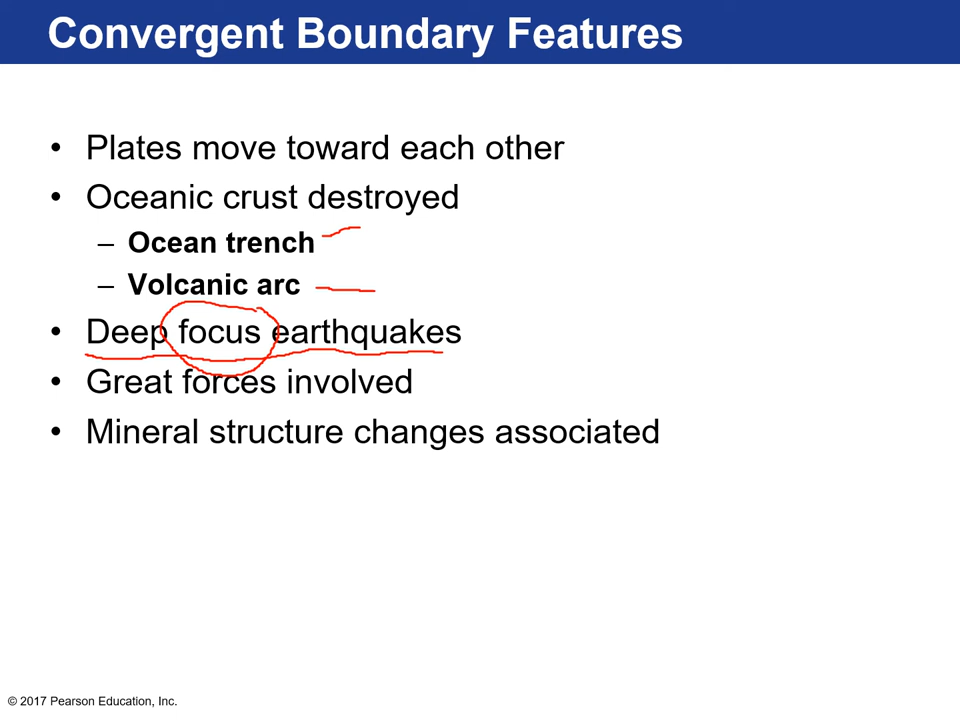 Convergent Boundary Features
• Plates move toward each other
• Oceanic crust destroyed
– Ocean trench
– Volcanic arc
• Deep focus earthquakes
• Great forces involved
• Mineral structure changes associated
© 2017 Pearson Education, Inc.